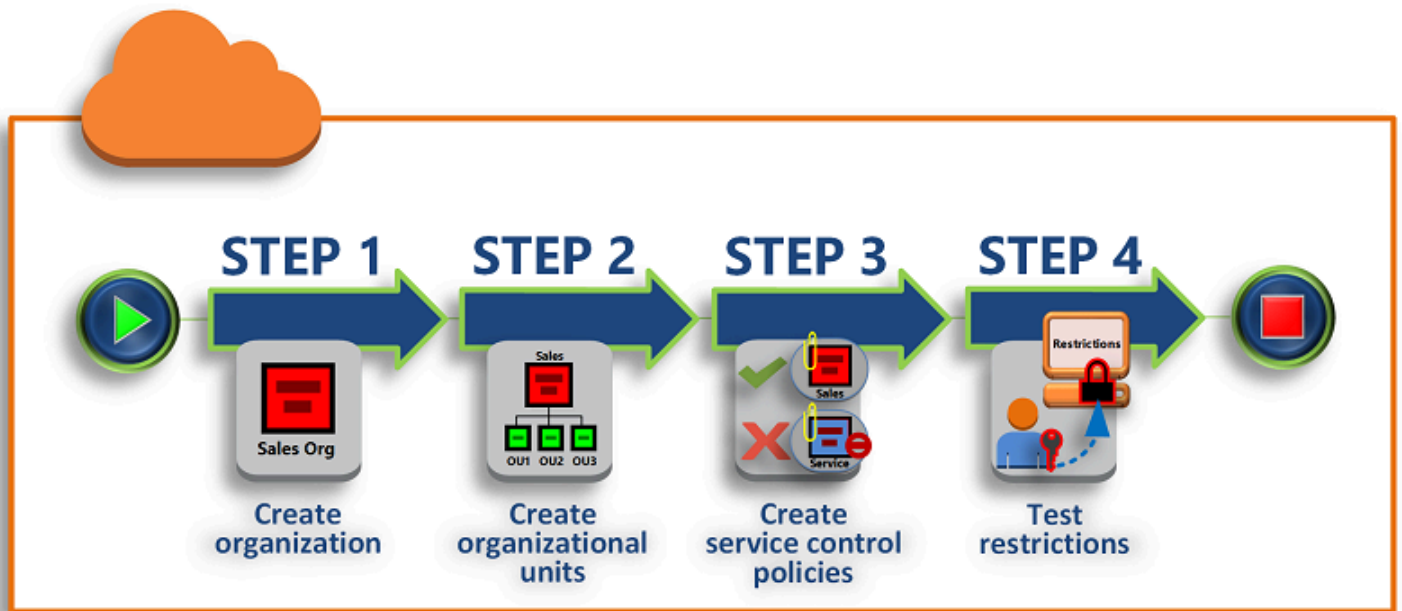 STEP 1
STEP 2
STEP 3
STEP 4
Sales Org
Sales
OU1 OU2 OU3
Sales
Service
Restrictions
Create
organization
Create
organizational
units
Create
service control
policies
Test
restrictions